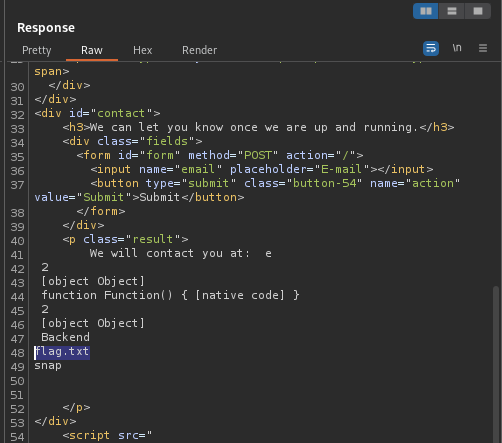 Response
Pretty Raw Hex Render \n
span>
30 </div>
31 </div>
32 <div id="contact">
33 <h3>We can let you know once we are up and running.</h3>
34 <div class="fields">
35 <form id="form" method="POST" action="/">
36 <input name="email" placeholder="E-mail"></input>
37 <button type="submit" class="button-54" name="action"
value="Submit">Submit</button>
38 </form>
39 </div>
40 <p class="result">
41 We will contact you at: e
42 2
43 [object Object]
44 function Function() { [native code] }
45 2
46 [object Object]
47 Backend
48 flag.txt
49 snap
50
51
52 </p>
53 </div>
54 <script src="